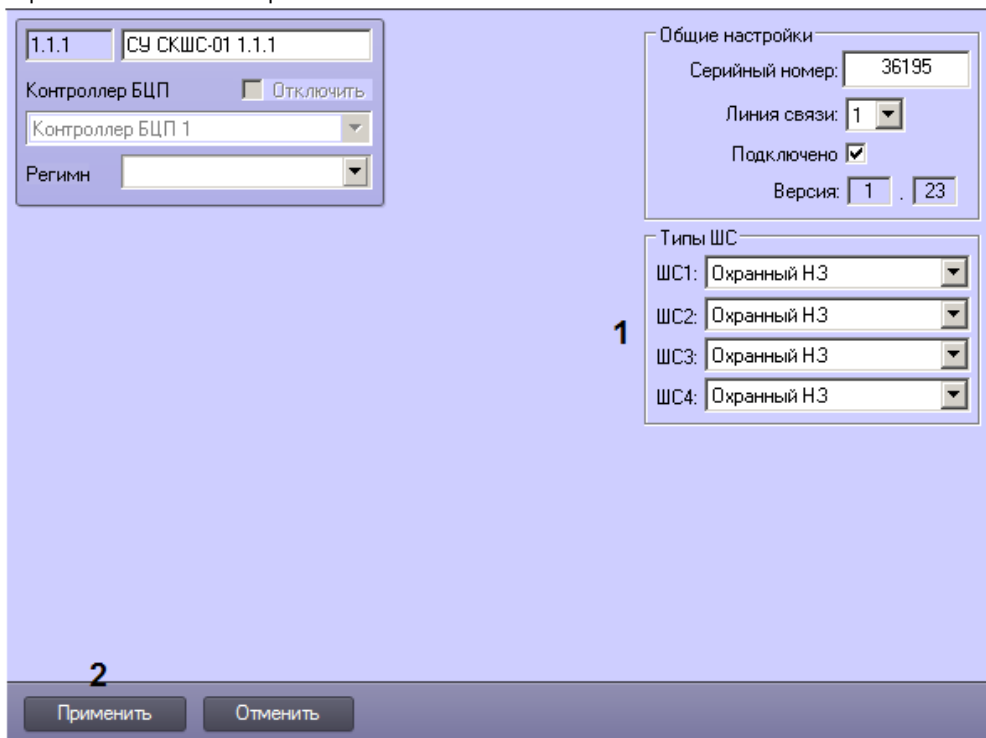 1.1.1 СУ СКШС-01 1.1.1
Контроллер БЦП Отключить
Контроллер БЦП 1
Регимн
Общие настройки
Серийный номер: 36195
Линия связи: 1
Подключено
Версия: 1 . 23
Типы ШС
ШС1: Охранный НЗ
ШС2: Охранный НЗ
ШС3: Охранный НЗ
ШС4: Охранный НЗ
1
2
Применить Отменить